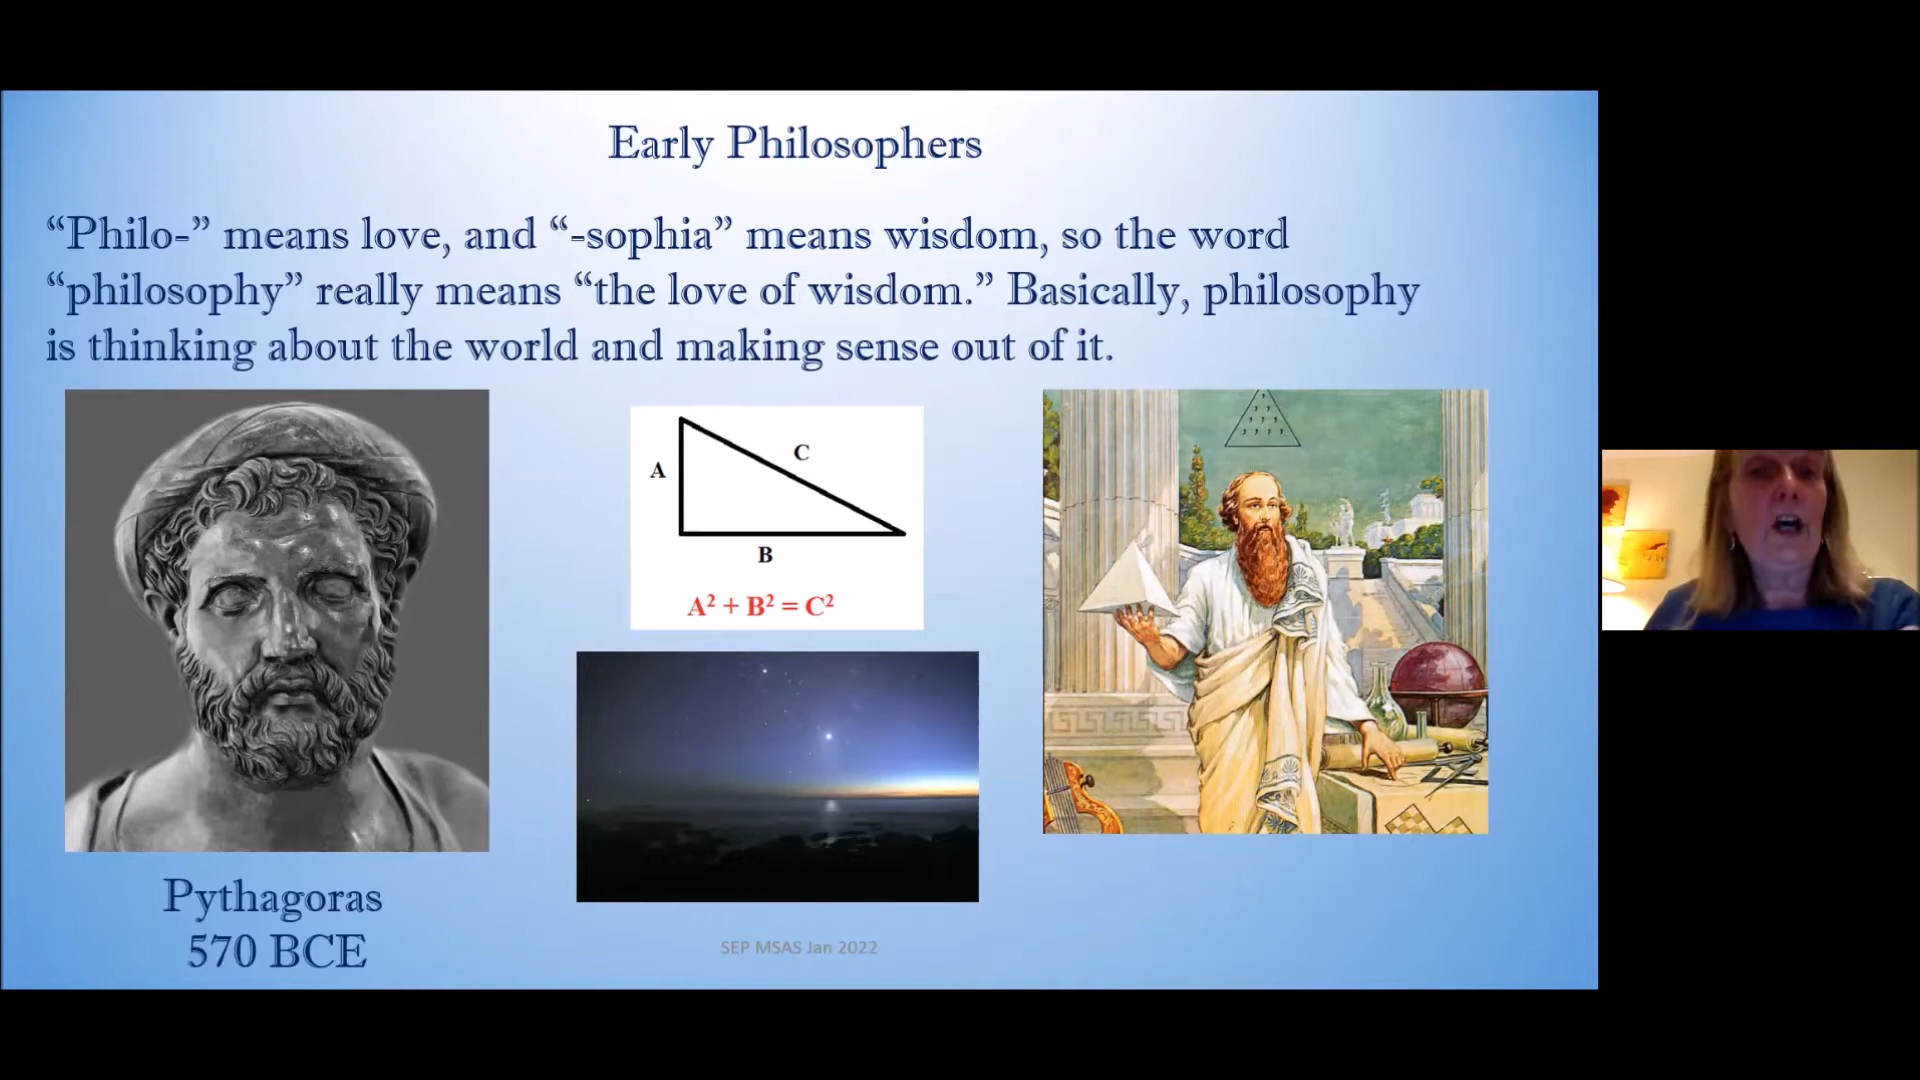 Early Philosophers
“Philo-” means love, and “-sophia” means wisdom, so the word
“philosophy” really means “the love of wisdom.” Basically, philosophy
is thinking about the world and making sense out of it.
A
C
B
A² + B² = C²
Pythagoras
570 BCE
SEP MSAS Jan 2022